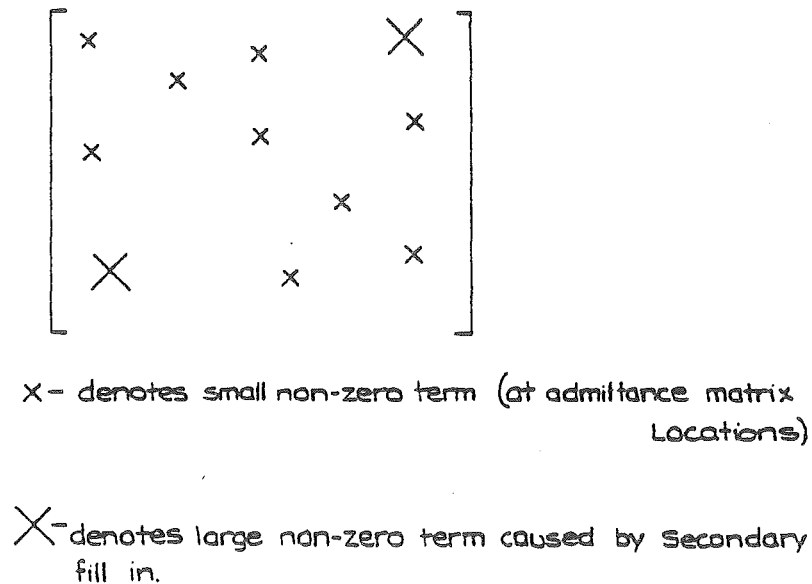 x- denotes small non-zero term (at admittance matrix
Locations)
X- denotes large non-zero term caused by Secondary
fill in.